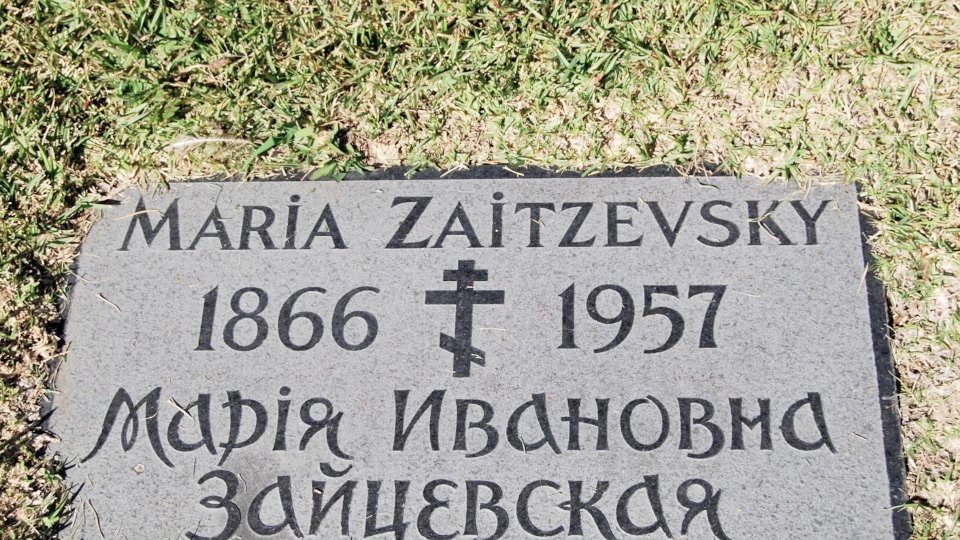 MARIA ZAITZEVSKY
1866 1957
Марія Ивановна
Зайцевская